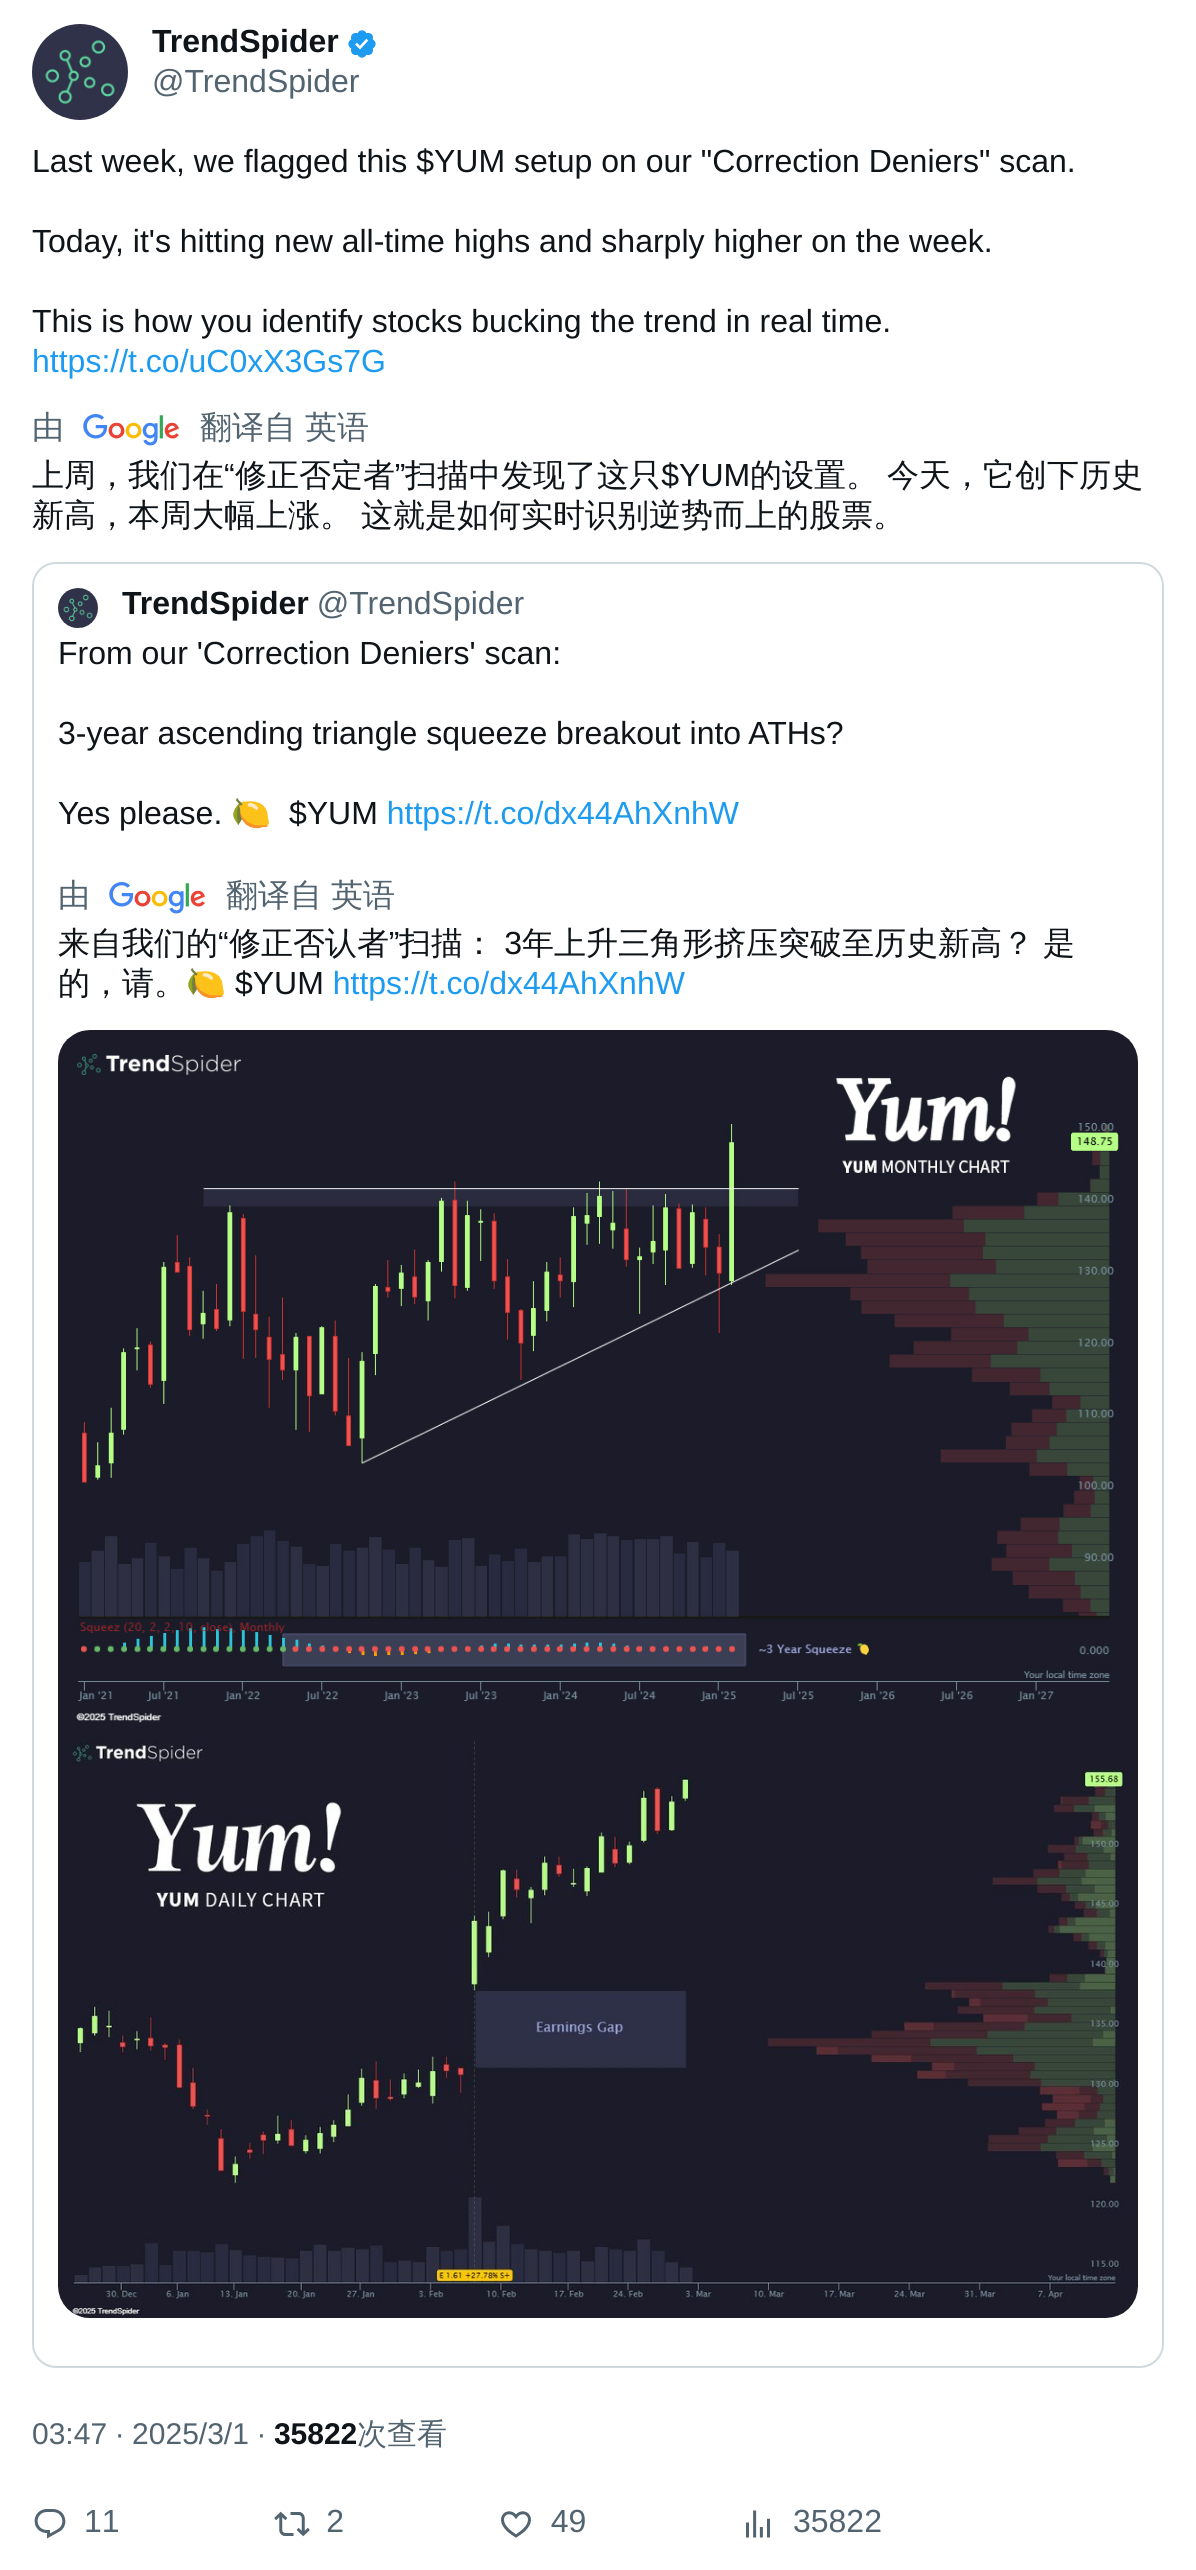 TrendSpider
@TrendSpider
Last week, we flagged this $YUM setup on our "Correction Deniers" scan.
Today, it's hitting new all-time highs and sharply higher on the week.
This is how you identify stocks bucking the trend in real time.
https://t.co/uC0xX3Gs7G
由 Google 翻译自 英语
上周，我们在“修正否定者”扫描中发现了这只$YUM的设置。 今天，它创下历史
新高，本周大幅上涨。 这就是如何实时识别逆势而上的股票。
TrendSpider @TrendSpider
From our 'Correction Deniers' scan:
3-year ascending triangle squeeze breakout into ATHs?
Yes please. 🍋 $YUM https://t.co/dx44AhXnhW
由 Google 翻译自 英语
来自我们的“修正否认者”扫描： 3年上升三角形挤压突破至历史新高？ 是
的，请。🍋 $YUM https://t.co/dx44AhXnhW
TrendSpider
Yum!
YUM MONTHLY CHART
150.00
148.75
140.00
130.00
120.00
110.00
100.00
90.00
Squeez (20, 2, 2, 10, close), Monthly
~3 Year Squeeze 🍋
0.000
Your local time zone
Jan '21 Jul '21 Jan '22 Jul '22 Jan '23 Jul '23 Jan '24 Jul '24 Jan '25 Jul '25 Jan '26 Jul '26 Jan '27
©2025 TrendSpider
TrendSpider
Yum!
YUM DAILY CHART
155.68
150.00
145.00
140.00
Earnings Gap
135.00
130.00
125.00
120.00
115.00
E 1.61 +27.78% S+
Your local time zone
30. Dec 6. Jan 13. Jan 20. Jan 27. Jan 3. Feb 10. Feb 17. Feb 24. Feb 3. Mar 10. Mar 17. Mar 24. Mar 31. Mar 7. Apr
©2025 TrendSpider
03:47 · 2025/3/1 · 35822次查看
11 2 49 35822